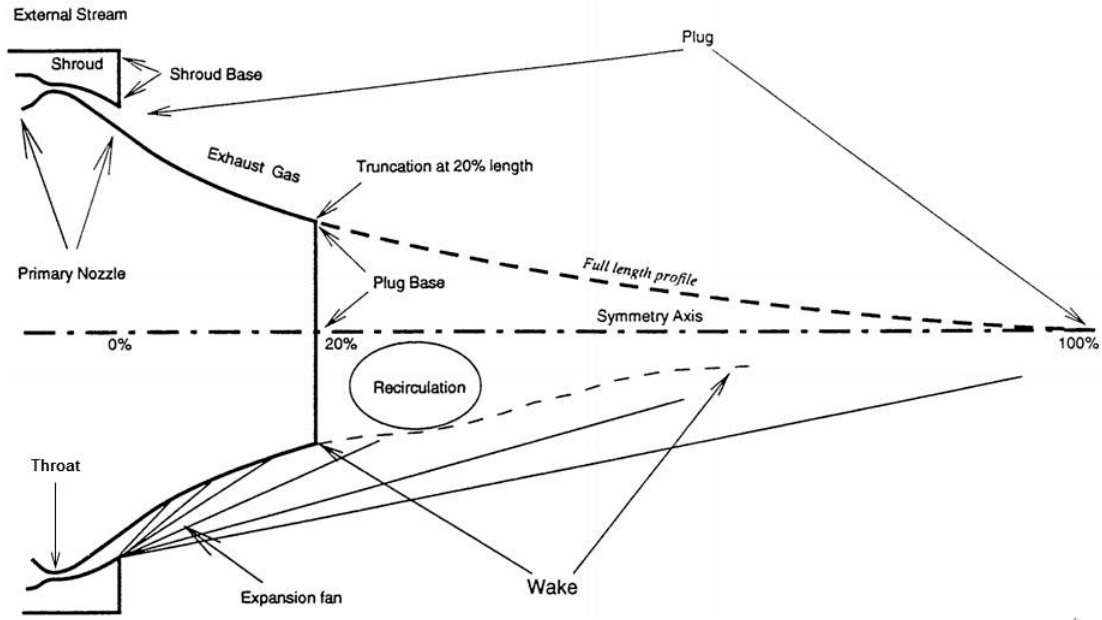 External Stream
Plug
Shroud
Shroud Base
Exhaust Gas
Truncation at 20% length
Primary Nozzle
Plug Base
Full length profile
Symmetry Axis
0%
20%
100%
Recirculation
Throat
Expansion fan
Wake